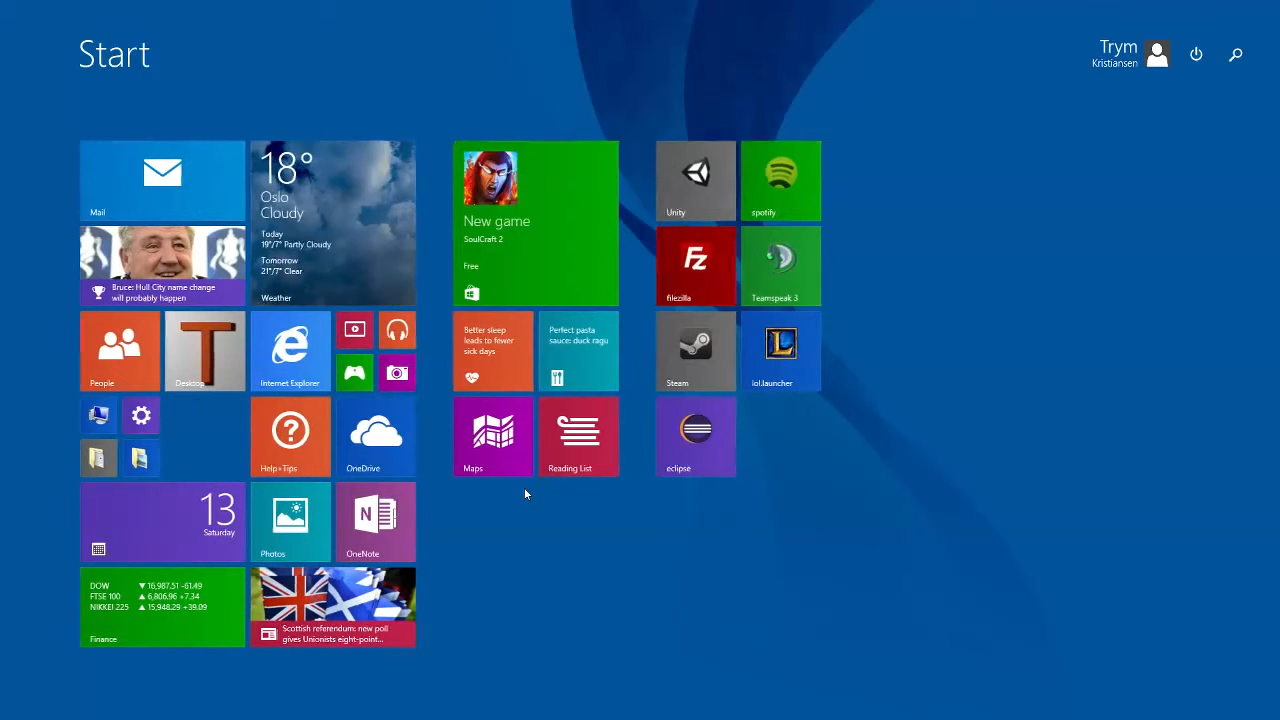 Start
Trym
Kristiansen
Mail
18°
Oslo
Cloudy
Today
19°/7° Partly Cloudy
Tomorrow
21°/7° Clear
Weather
Bruce: Hull City name change
will probably happen
People
T
Desktop
Internet Explorer
Help+Tips
OneDrive
13
Saturday
Photos
N
OneNote
DOW ▼ 16,987.51 -61.49
FTSE 100 ▲ 6,806.96 +7.34
NIKKEI 225 ▲ 15,948.29 +39.09
Finance
Scottish referendum: new poll
gives Unionists eight-point...
New game
SoulCraft 2
Free
Better sleep
leads to fewer
sick days
Perfect pasta
sauce: duck ragu
Maps
Reading List
Unity
spotify
Fz
filezilla
Teamspeak 3
Steam
L
lol.launcher
eclipse